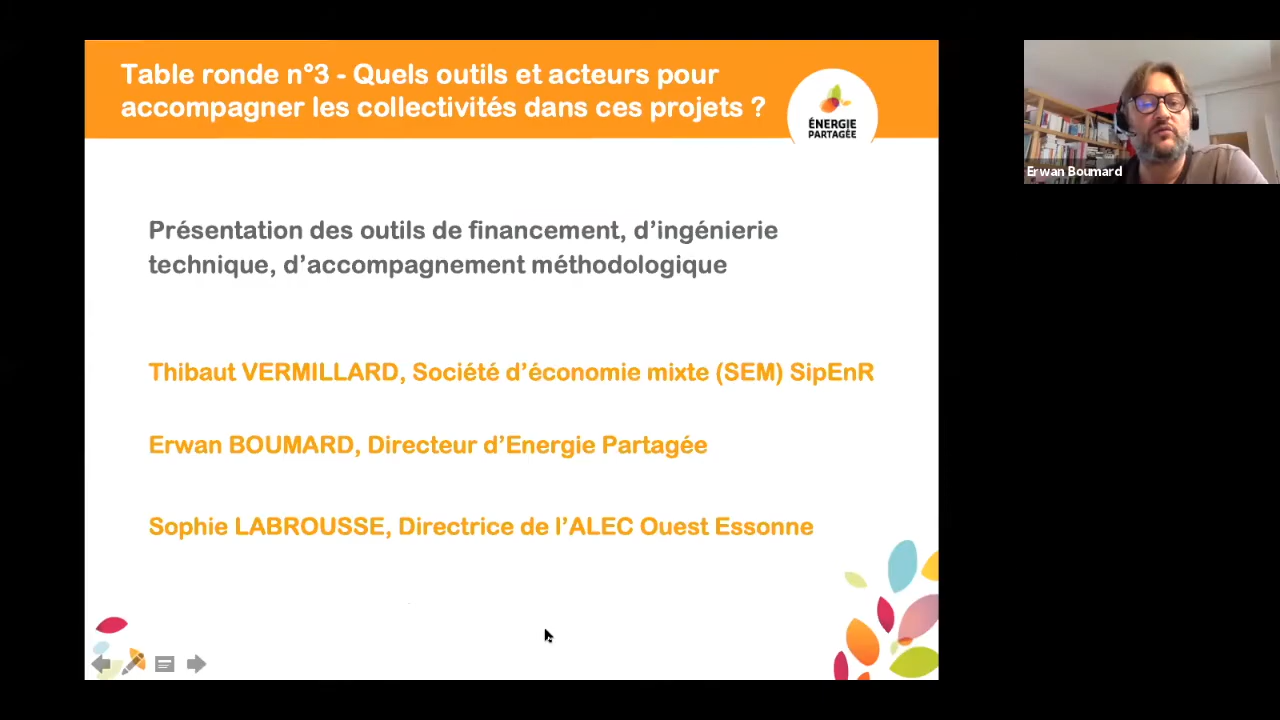 Table ronde n°3 - Quels outils et acteurs pour
accompagner les collectivités dans ces projets ?
ÉNERGIE
PARTAGÉE
Erwan Boumard
Présentation des outils de financement, d’ingénierie
technique, d’accompagnement méthodologique
Thibaut VERMILLARD, Société d’économie mixte (SEM) SipEnR
Erwan BOUMARD, Directeur d’Energie Partagée
Sophie LABROUSSE, Directrice de l’ALEC Ouest Essonne